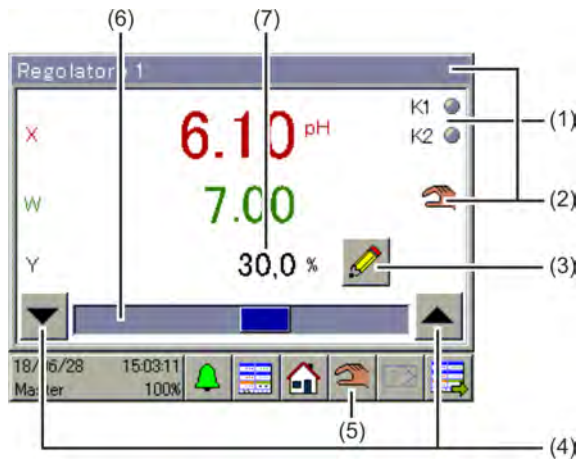 (6) (7)
Regolatore 1
X 6.10 pH K1
K2
(1)
W 7.00
(2)
Y 30,0 %
(3)
18/06/28 15:03:11
Master 100%
(5)
(4)